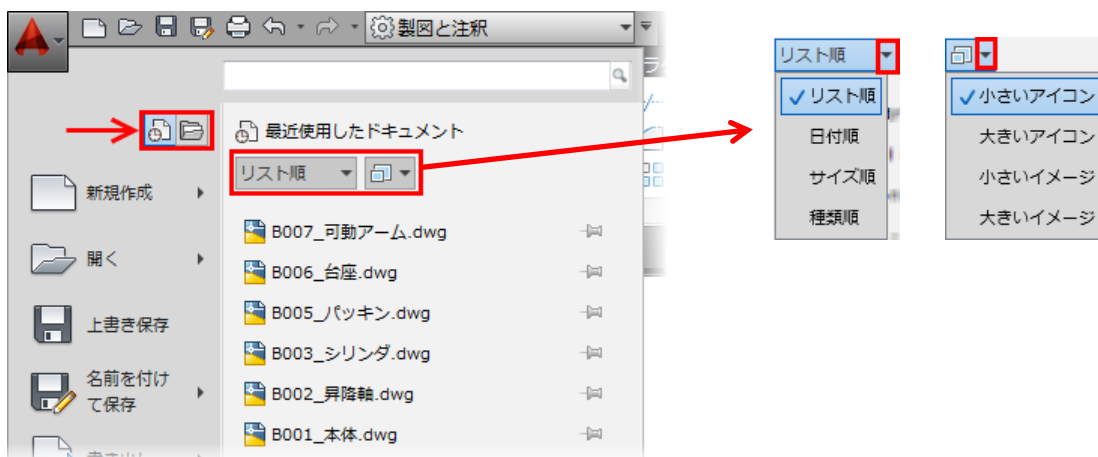 製図と注釈
最近使用したドキュメント
リスト順
新規作成
開く
上書き保存
名前を付け
て保存
B007_可動アーム.dwg
B006_台座.dwg
B005_パッキン.dwg
B003_シリンダ.dwg
B002_昇降軸.dwg
B001_本体.dwg
リスト順
リスト順
日付順
サイズ順
種類順
小さいアイコン
大きいアイコン
小さいイメージ
大きいイメージ